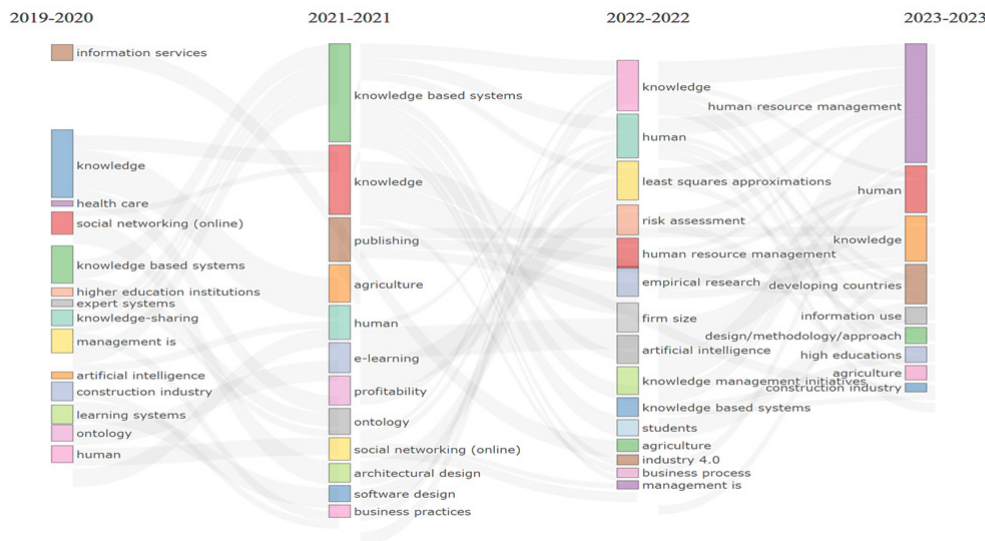 2019-2020
2021-2021
2022-2022
2023-2023
information services
knowledge
health care
social networking (online)
knowledge based systems
higher education institutions
expert systems
knowledge-sharing
management is
artificial intelligence
construction industry
learning systems
ontology
human
knowledge based systems
knowledge
publishing
agriculture
human
e-learning
profitability
ontology
social networking (online)
architectural design
software design
business practices
knowledge
human
least squares approximations
risk assessment
human resource management
empirical research
firm size
artificial intelligence
knowledge management initiatives
knowledge based systems
students
agriculture
industry 4.0
business process
management is
human resource management
human
knowledge
developing countries
information use
design/methodology/approach
high educations
agriculture
construction industry